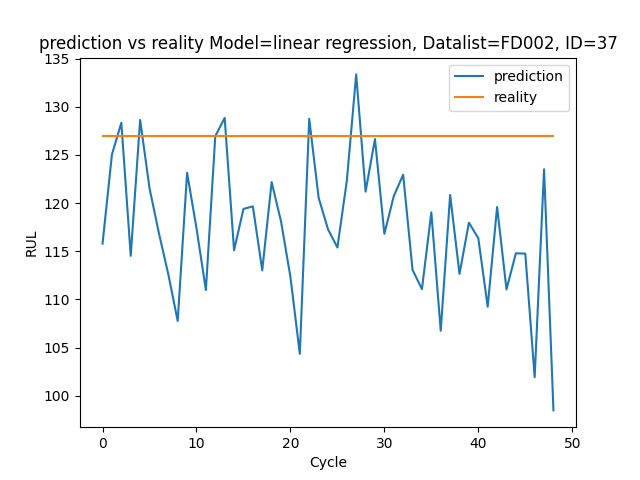 prediction vs reality Model=linear regression, Datalist=FD002, ID=37
135
130
125
120
115
110
105
100
RUL
prediction
reality
0 10 20 30 40 50
Cycle